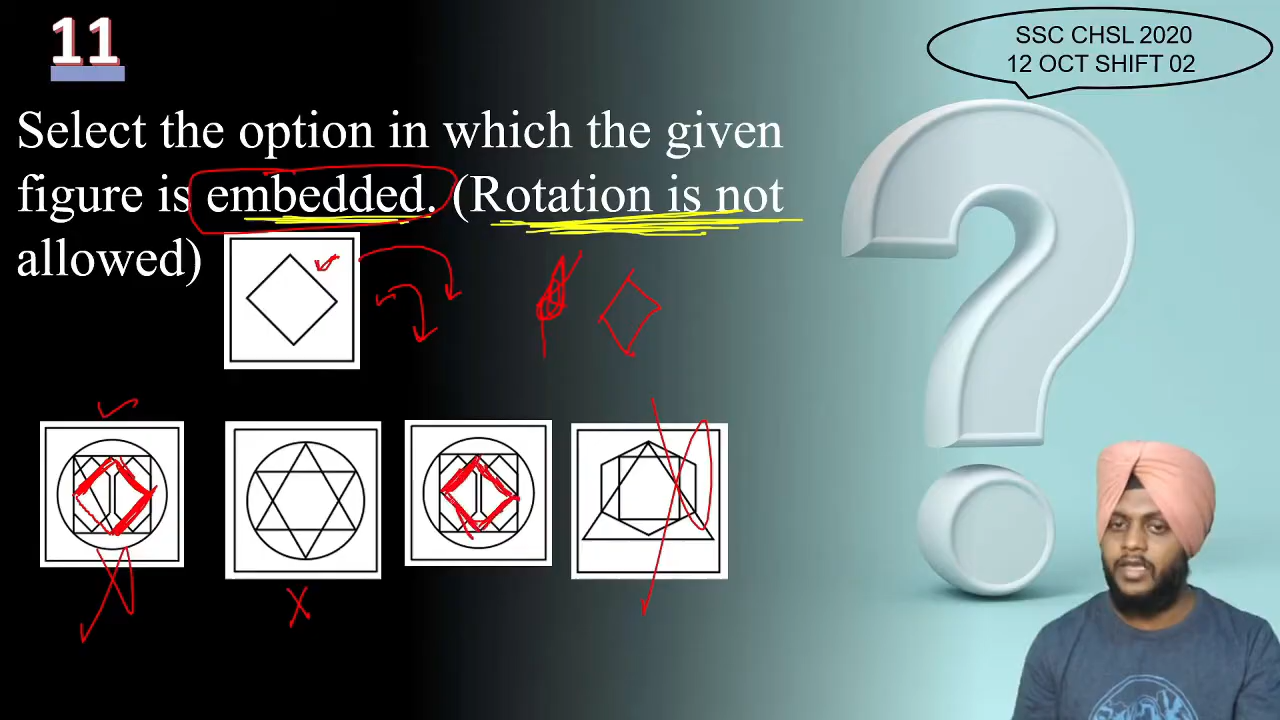 11
SSC CHSL 2020
12 OCT SHIFT 02
Select the option in which the given
figure is embedded. (Rotation is not
allowed)